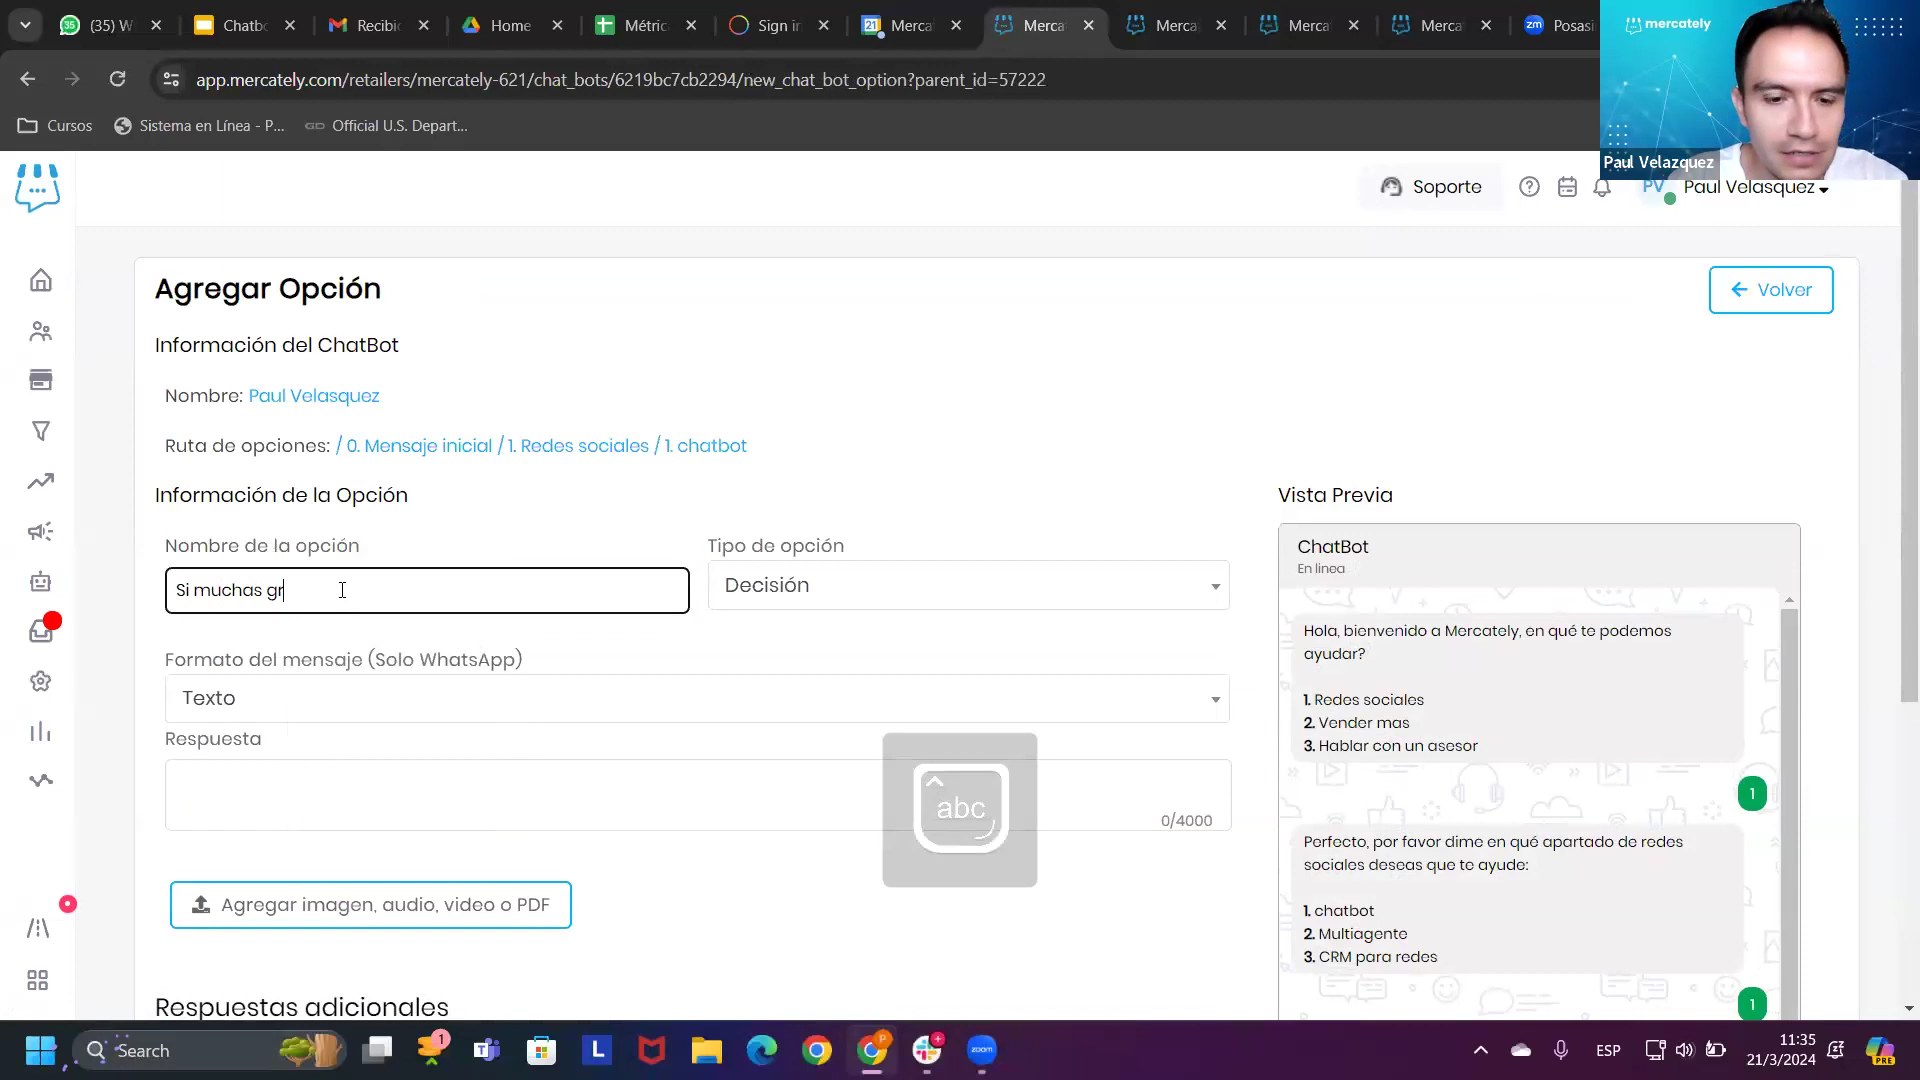 (35) W
Chatbo
Recibid
Home
Métric
Sign in
Merca
Merca
Merca
Merca
Merca
Posasi
mercately
app.mercately.com/retailers/mercately-621/chat_bots/6219bc7cb2294/new_chat_bot_option?parent_id=57222
Cursos
Sistema en Línea - P...
Official U.S. Depart...
Paul Velazquez
Soporte
PV
Paul Velasquez
Agregar Opción
Volver
Información del ChatBot
Nombre: Paul Velasquez
Ruta de opciones: / 0. Mensaje inicial / 1. Redes sociales / 1. chatbot
Información de la Opción
Vista Previa
Nombre de la opción
Tipo de opción
Si muchas gr
Decisión
Formato del mensaje (Solo WhatsApp)
Texto
Respuesta
0/4000
abc
Agregar imagen, audio, video o PDF
Respuestas adicionales
ChatBot
En linea
Hola, bienvenido a Mercately, en qué te podemos
ayudar?
1. Redes sociales
2. Vender mas
3. Hablar con un asesor
1
Perfecto, por favor dime en qué apartado de redes
sociales deseas que te ayude:
1. chatbot
2. Multiagente
3. CRM para redes
1
Search
1
ESP
11:35
21/3/2024